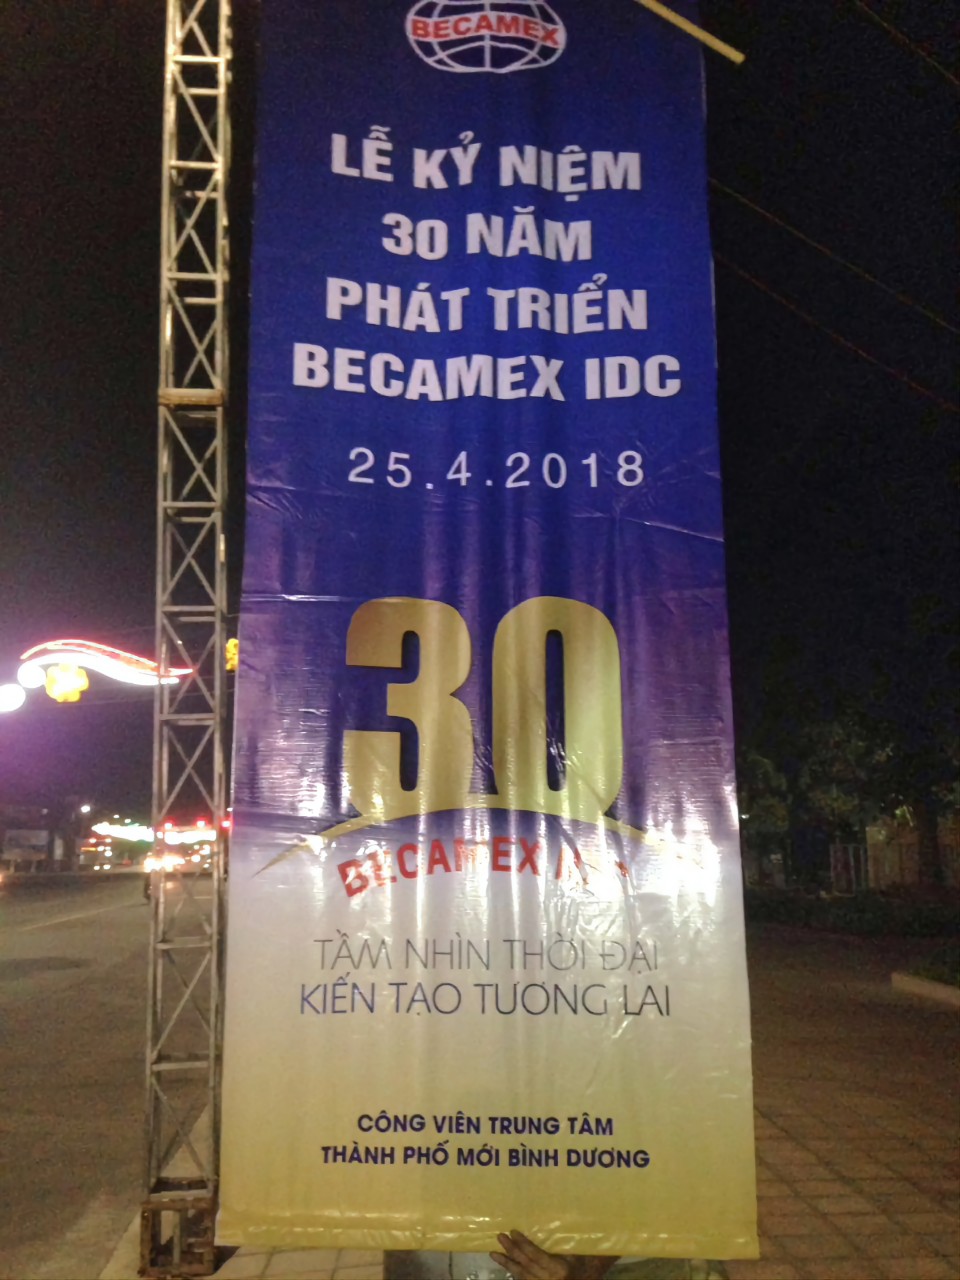 BECAMEX
LỄ KỶ NIỆM
30 NĂM
PHÁT TRIỂN
BECAMEX IDC
25.4.2018
30
BECAMEX
TẦM NHÌN THỜI ĐẠI
KIẾN TẠO TƯƠNG LAI
CÔNG VIÊN TRUNG TÂM
THÀNH PHỐ MỚI BÌNH DƯƠNG